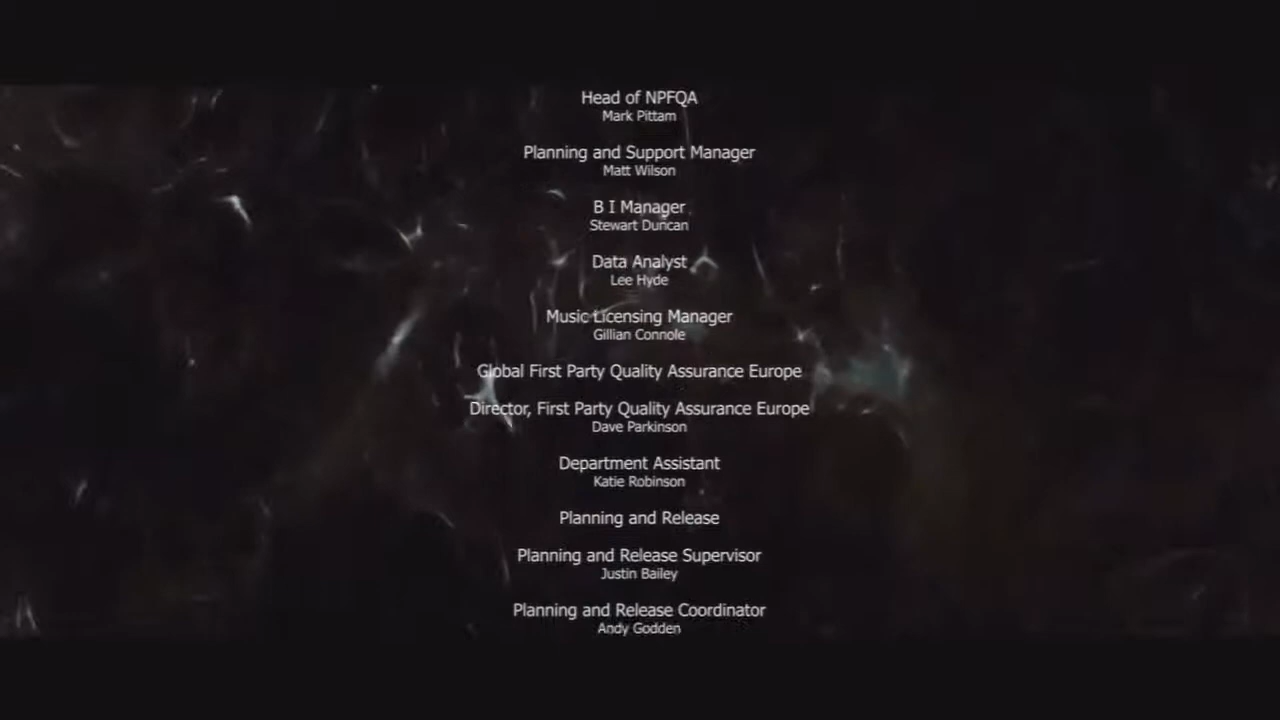 Head of NPFQA
Mark Pittam
Planning and Support Manager
Matt Wilson
B I Manager
Stewart Duncan
Data Analyst
Lee Hyde
Music Licensing Manager
Gillian Connole
Global First Party Quality Assurance Europe
Director, First Party Quality Assurance Europe
Dave Parkinson
Department Assistant
Katie Robinson
Planning and Release
Planning and Release Supervisor
Justin Bailey
Planning and Release Coordinator
Andy Godden